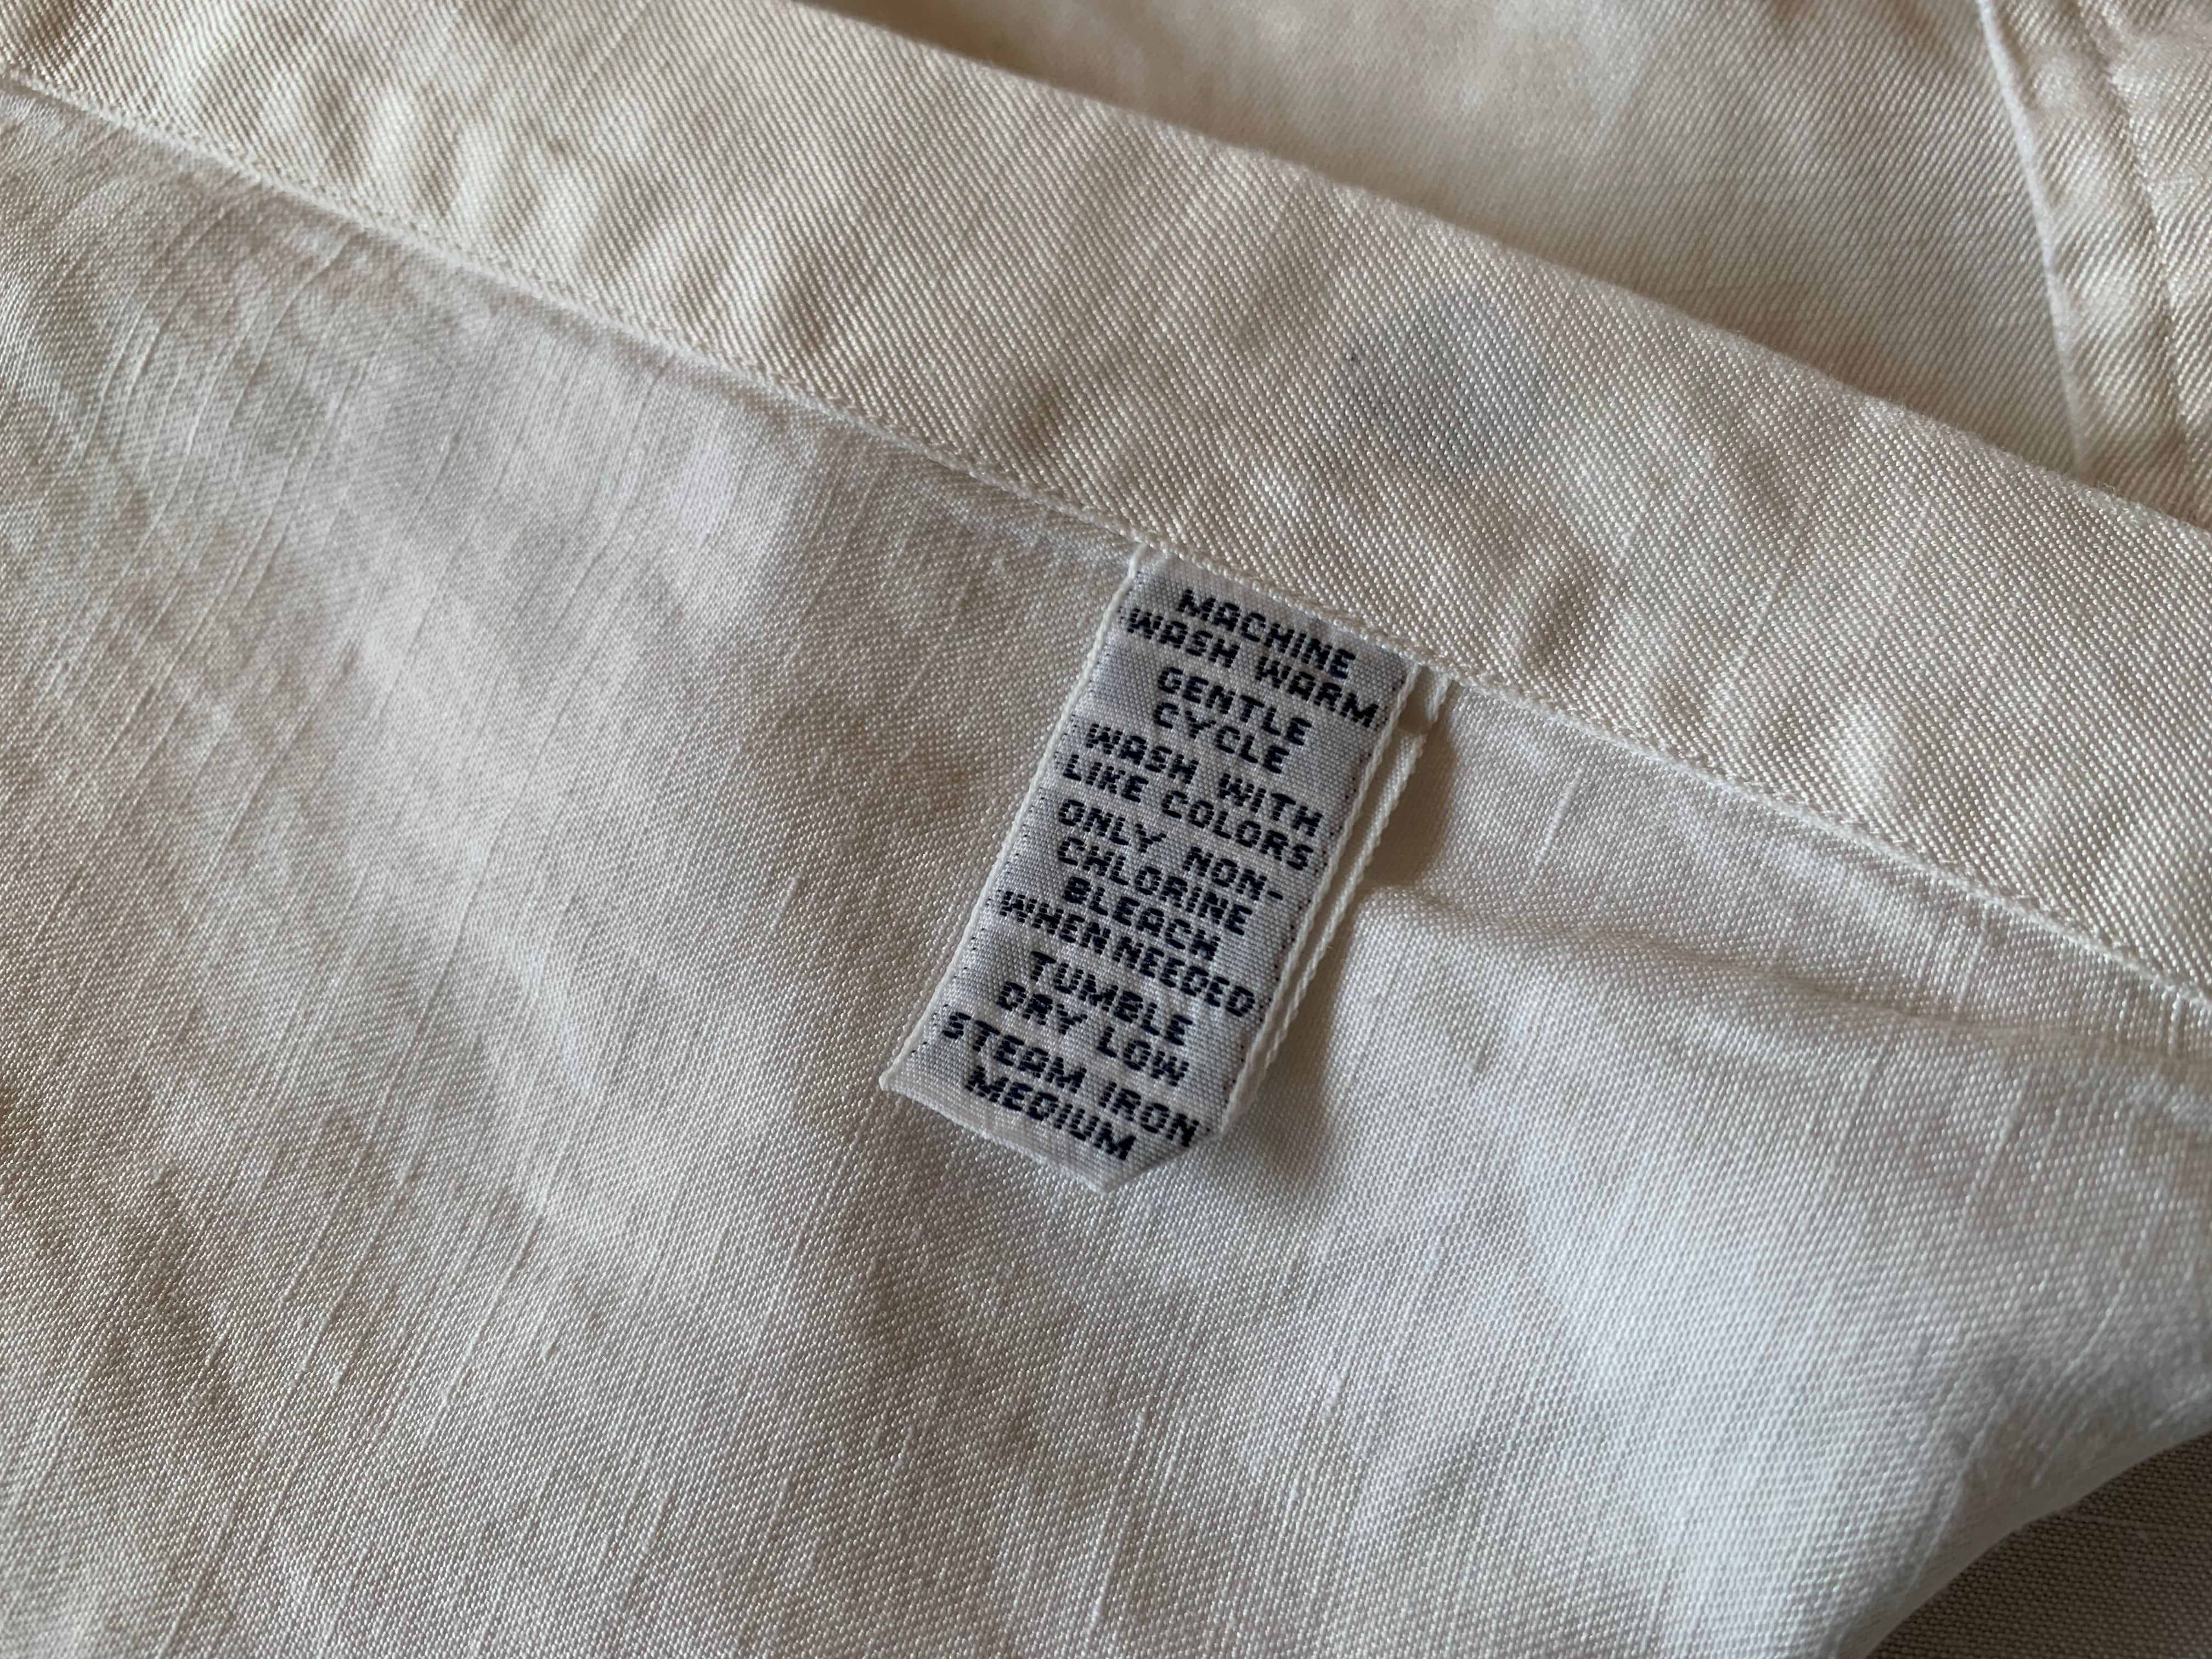 MACHINE
WASH WARM
GENTLE
CYCLE
WASH WITH
LIKE COLORS
ONLY NON-
CHLORINE
BLEACH
WHEN NEEDED
TUMBLE
DRY LOW
STEAM IRON
MEDIUM